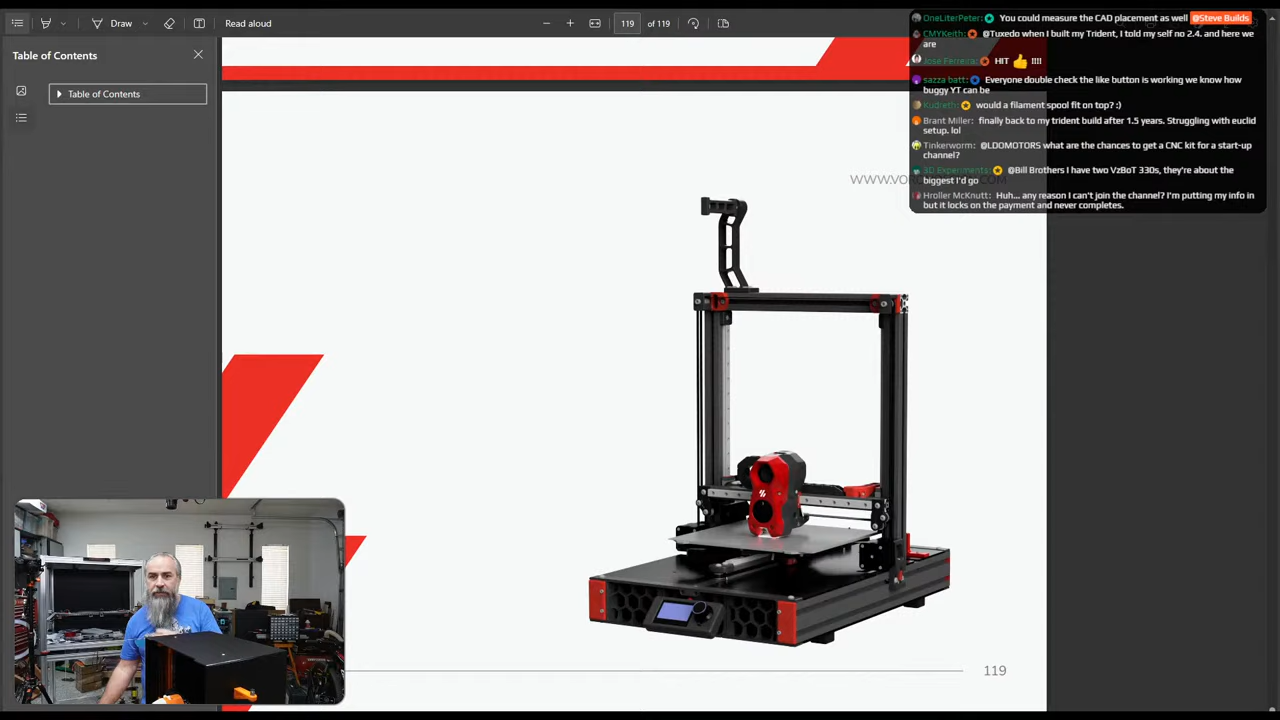 Draw
Read aloud
119 of 119
Table of Contents
Table of Contents
OneLiterPeter: You could measure the CAD placement as well @Steve Builds
CMYKeith: @Tuxedo when I built my Trident, I told my self no 2.4. and here we
are
Jose Ferreira: HIT 👍 !!!!
sazza batt: Everyone double check the like button is working we know how
buggy YT can be
Kudreth: would a filament spool fit on top? :)
Brant Miller: finally back to my trident build after 1.5 years. Struggling with euclid
setup. lol
Tinkerworm: @LDOMOTORS what are the chances to get a CNC kit for a start-up
channel?
3D Experiments: @Bill Brothers I have two VzBoT 330s, they're about the
biggest I'd go
Hroller McKnutt: Huh... any reason I can't join the channel? I'm putting my info in
but it locks on the payment and never completes.
119